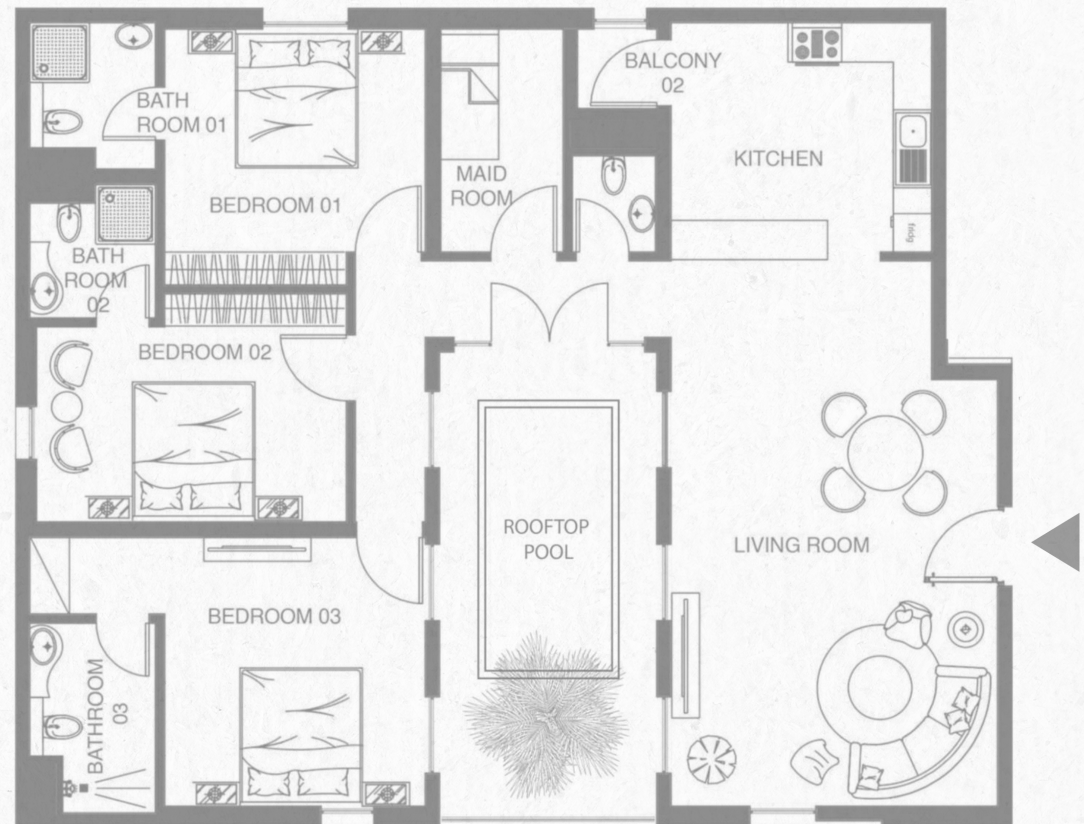 BATH
ROOM 01
BALCONY
02
KITCHEN
MAID
ROOM
BEDROOM 01
fridg
BATH
ROOM
02
BEDROOM 02
ROOFTOP
POOL
LIVING ROOM
BEDROOM 03
BATHROOM
03